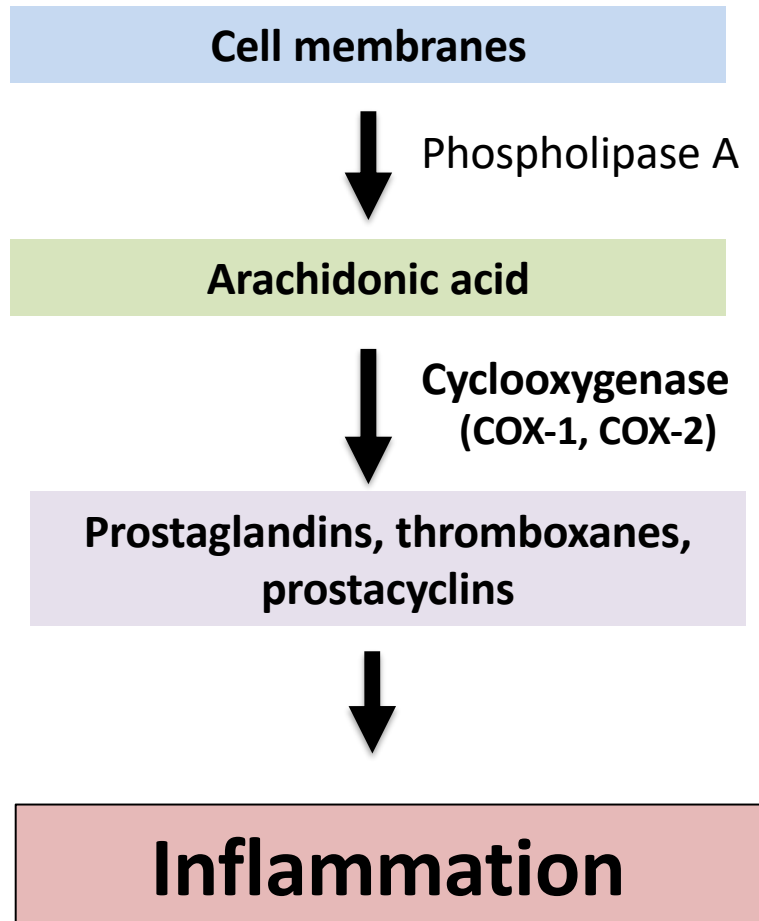 Cell membranes
Phospholipase A
Arachidonic acid
Cyclooxygenase
(COX-1, COX-2)
Prostaglandins, thromboxanes,
prostacyclins
Inflammation